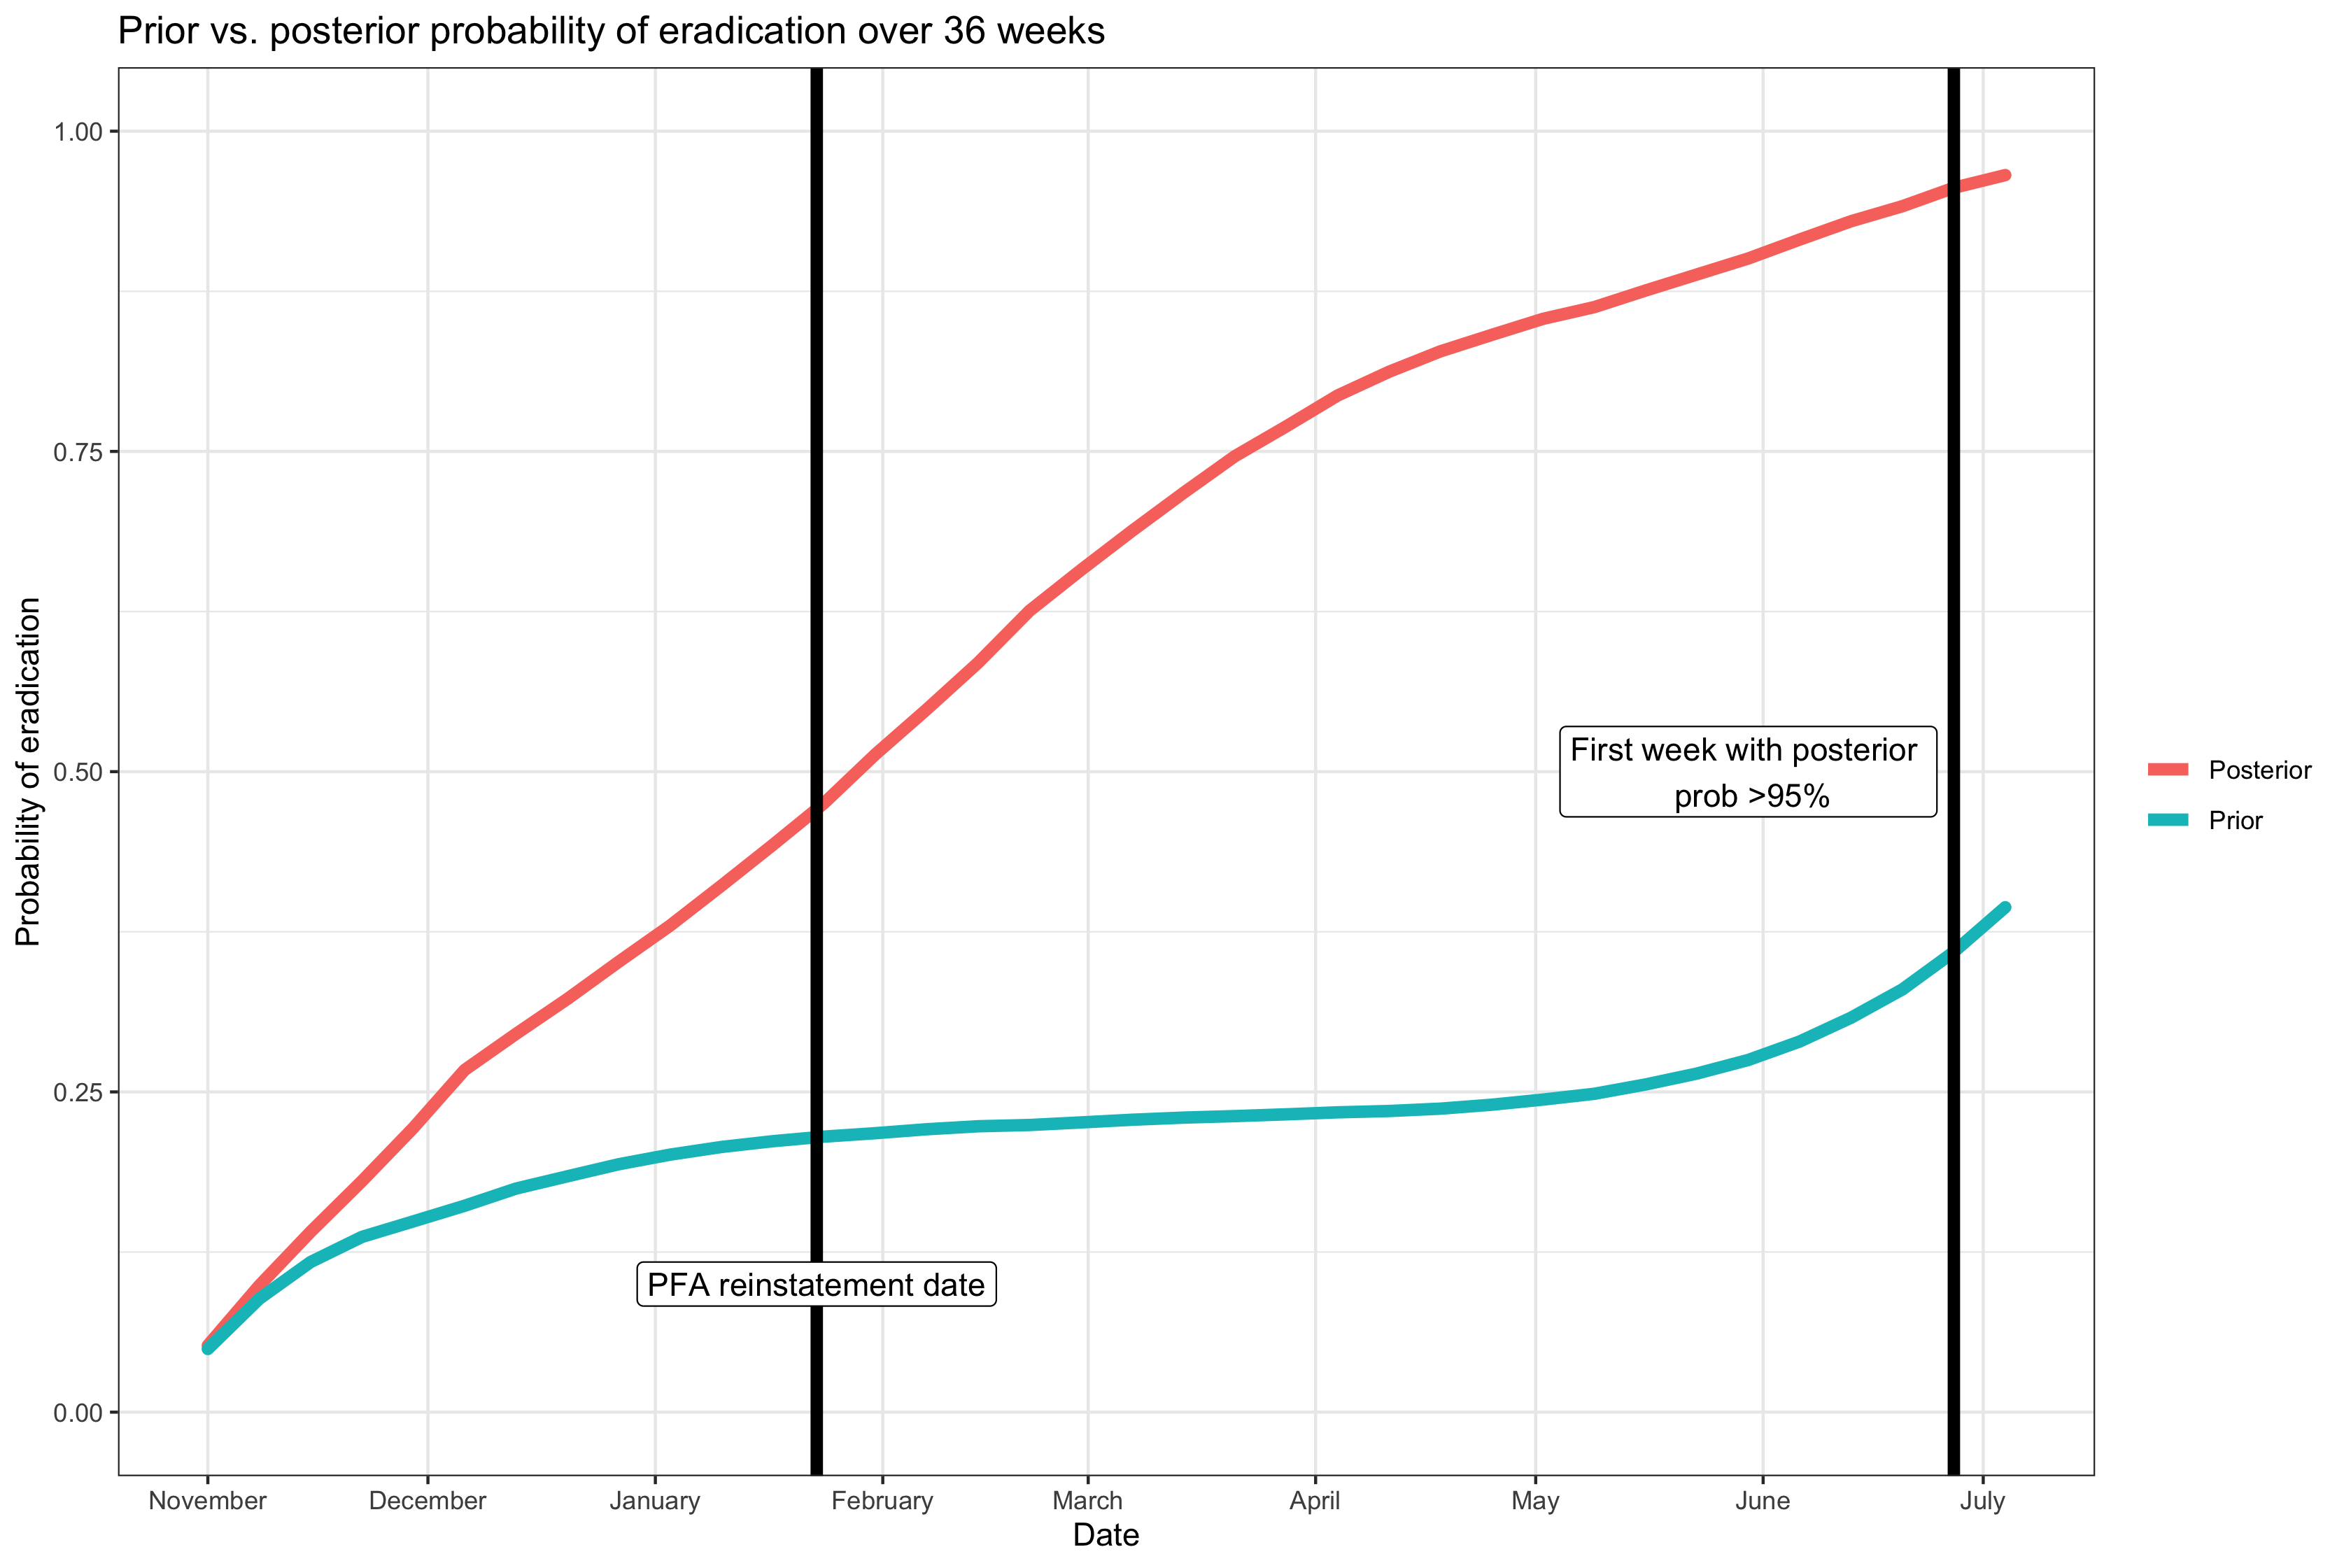 Prior vs. posterior probability of eradication over 36 weeks
1.00
0.75
0.50
0.25
0.00
Probability of eradication
First week with posterior
prob >95%
PFA reinstatement date
Posterior
Prior
November
December
January
February
March
April
May
June
July
Date